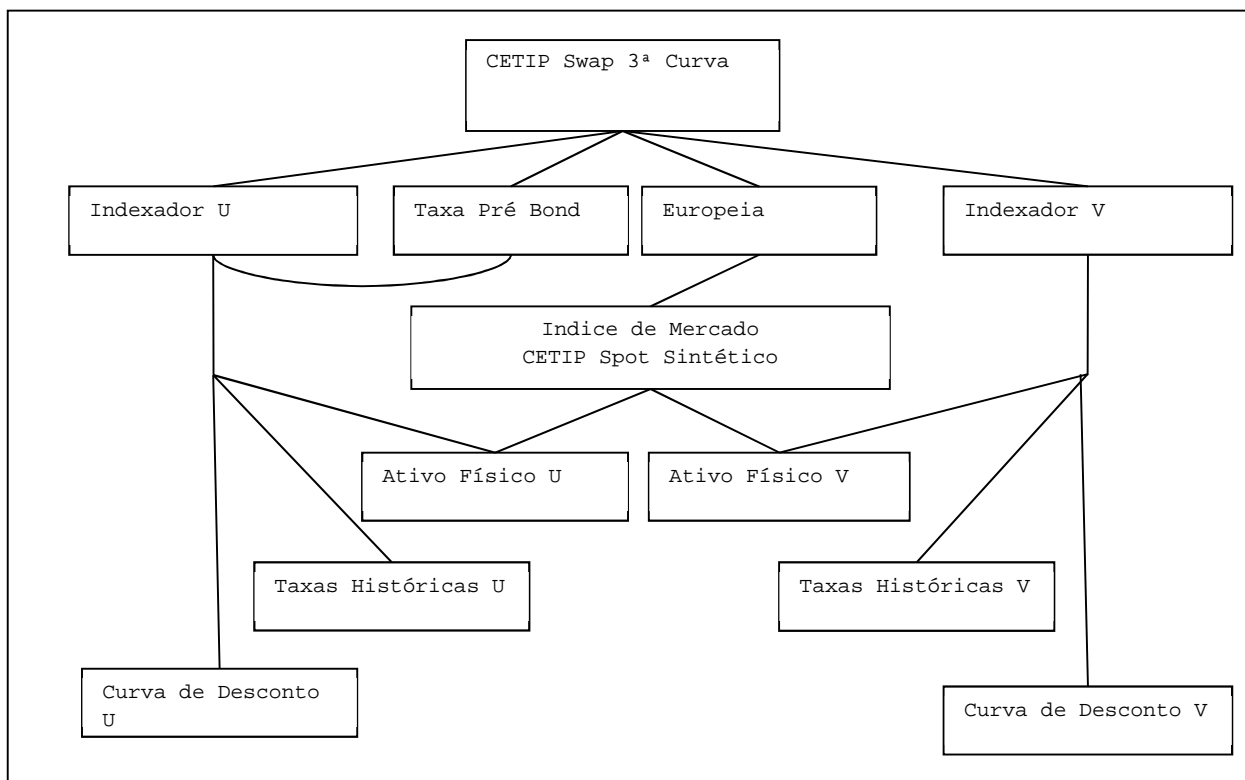 CETIP Swap 3ª Curva
Indexador U
Taxa Pré Bond
Europeia
Indexador V
Indice de Mercado
CETIP Spot Sintético
Ativo Físico U
Ativo Físico V
Taxas Históricas U
Taxas Históricas V
Curva de Desconto
U
Curva de Desconto V